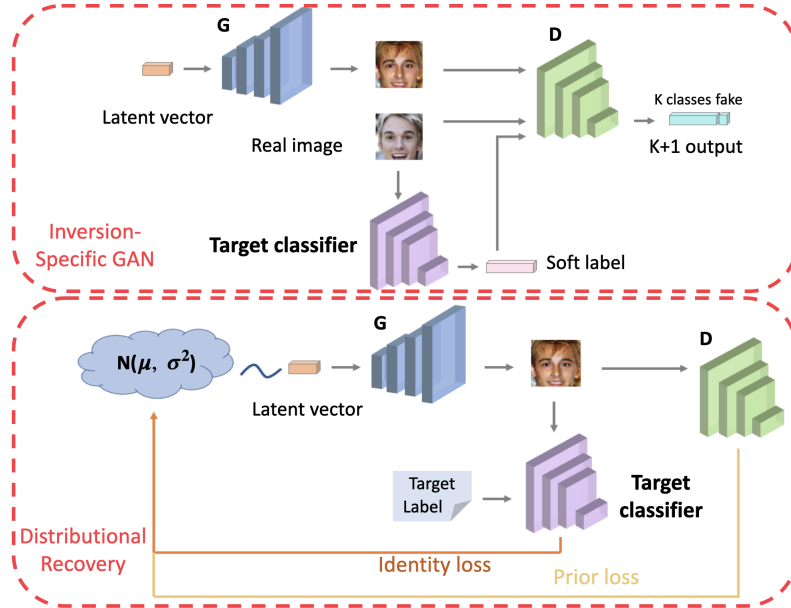 G
D
Latent vector
Real image
K classes fake
K+1 output
Target classifier
Soft label
Inversion-
Specific GAN
G
D
N(μ, σ²)
Latent vector
Target
Label
Target
classifier
Distributional
Recovery
Identity loss
Prior loss